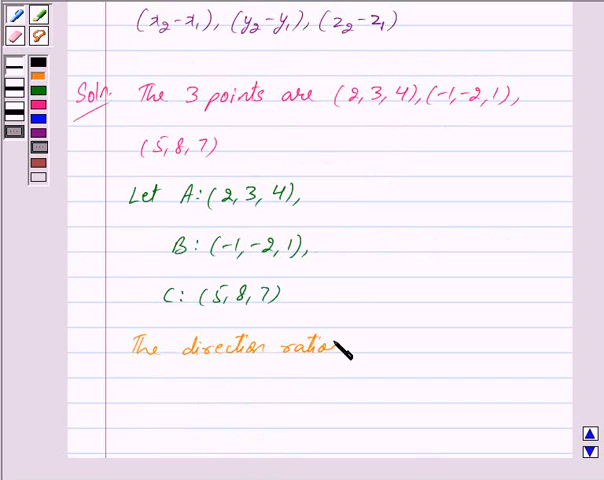 (x₂-x₁), (y₂-y₁), (z₂-z₁)
Soln. The 3 points are (2,3,4), (-1,-2,1),
(5,8,7)
Let A:(2,3,4),
B: (-1,-2,1),
C: (5,8,7)
The direction ratio